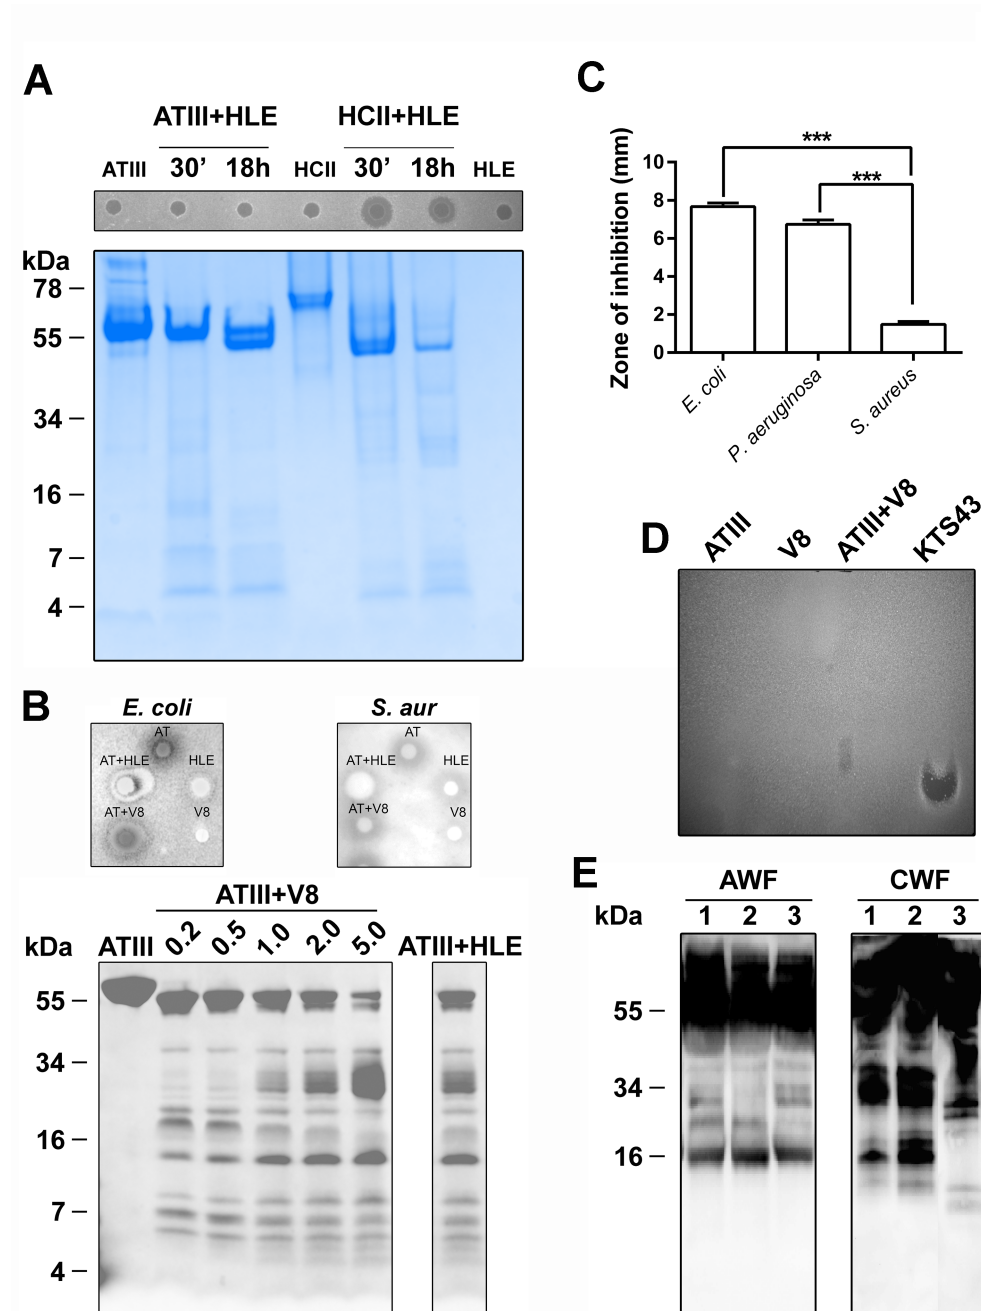 A
ATIII+HLE HCII+HLE
ATIII 30’ 18h HCII 30’ 18h HLE
kDa
78
55
34
16
7
4
C
Zone of inhibition (mm)
10
8
6
4
2
0
***
***
E. coli
P. aeruginosa
S. aureus
D
ATIII V8 ATIII+V8 KTS43
B
E. coli S. aur
AT
AT+HLE HLE
AT+V8 V8
AT
AT+HLE HLE
AT+V8 V8
ATIII+V8
kDa ATIII 0.2 0.5 1.0 2.0 5.0 ATIII+HLE
55
34
16
7
4
E
AWF CWF
kDa 1 2 3 1 2 3
55
34
16